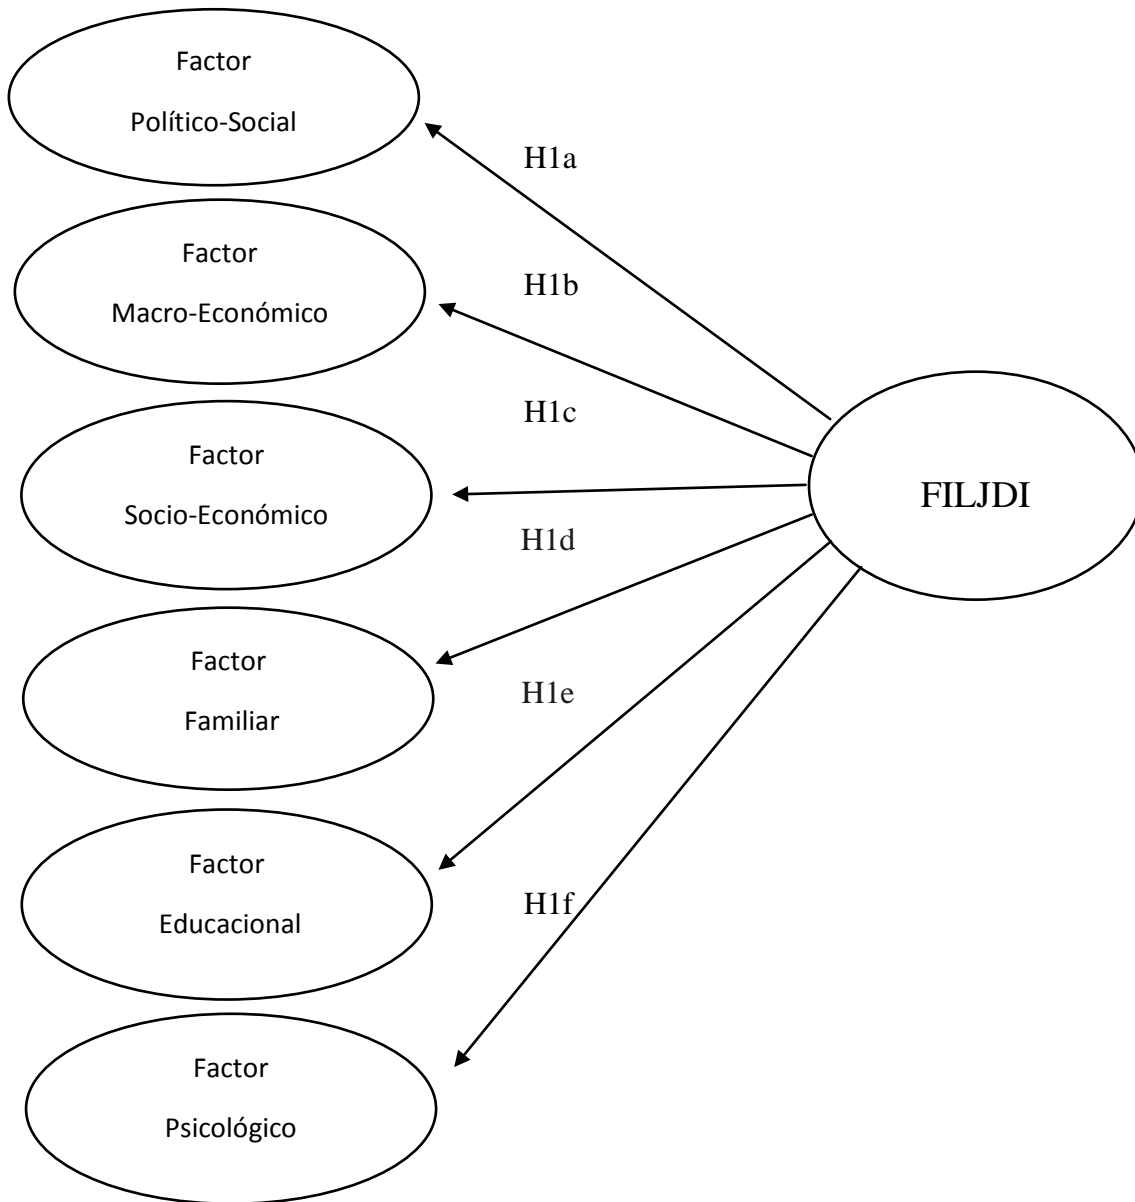 Factor
Político-Social
H1a
Factor
Macro-Económico
H1b
H1c
Factor
Socio-Económico
FILJDI
H1d
Factor
Familiar
H1e
Factor
Educacional
H1f
Factor
Psicológico